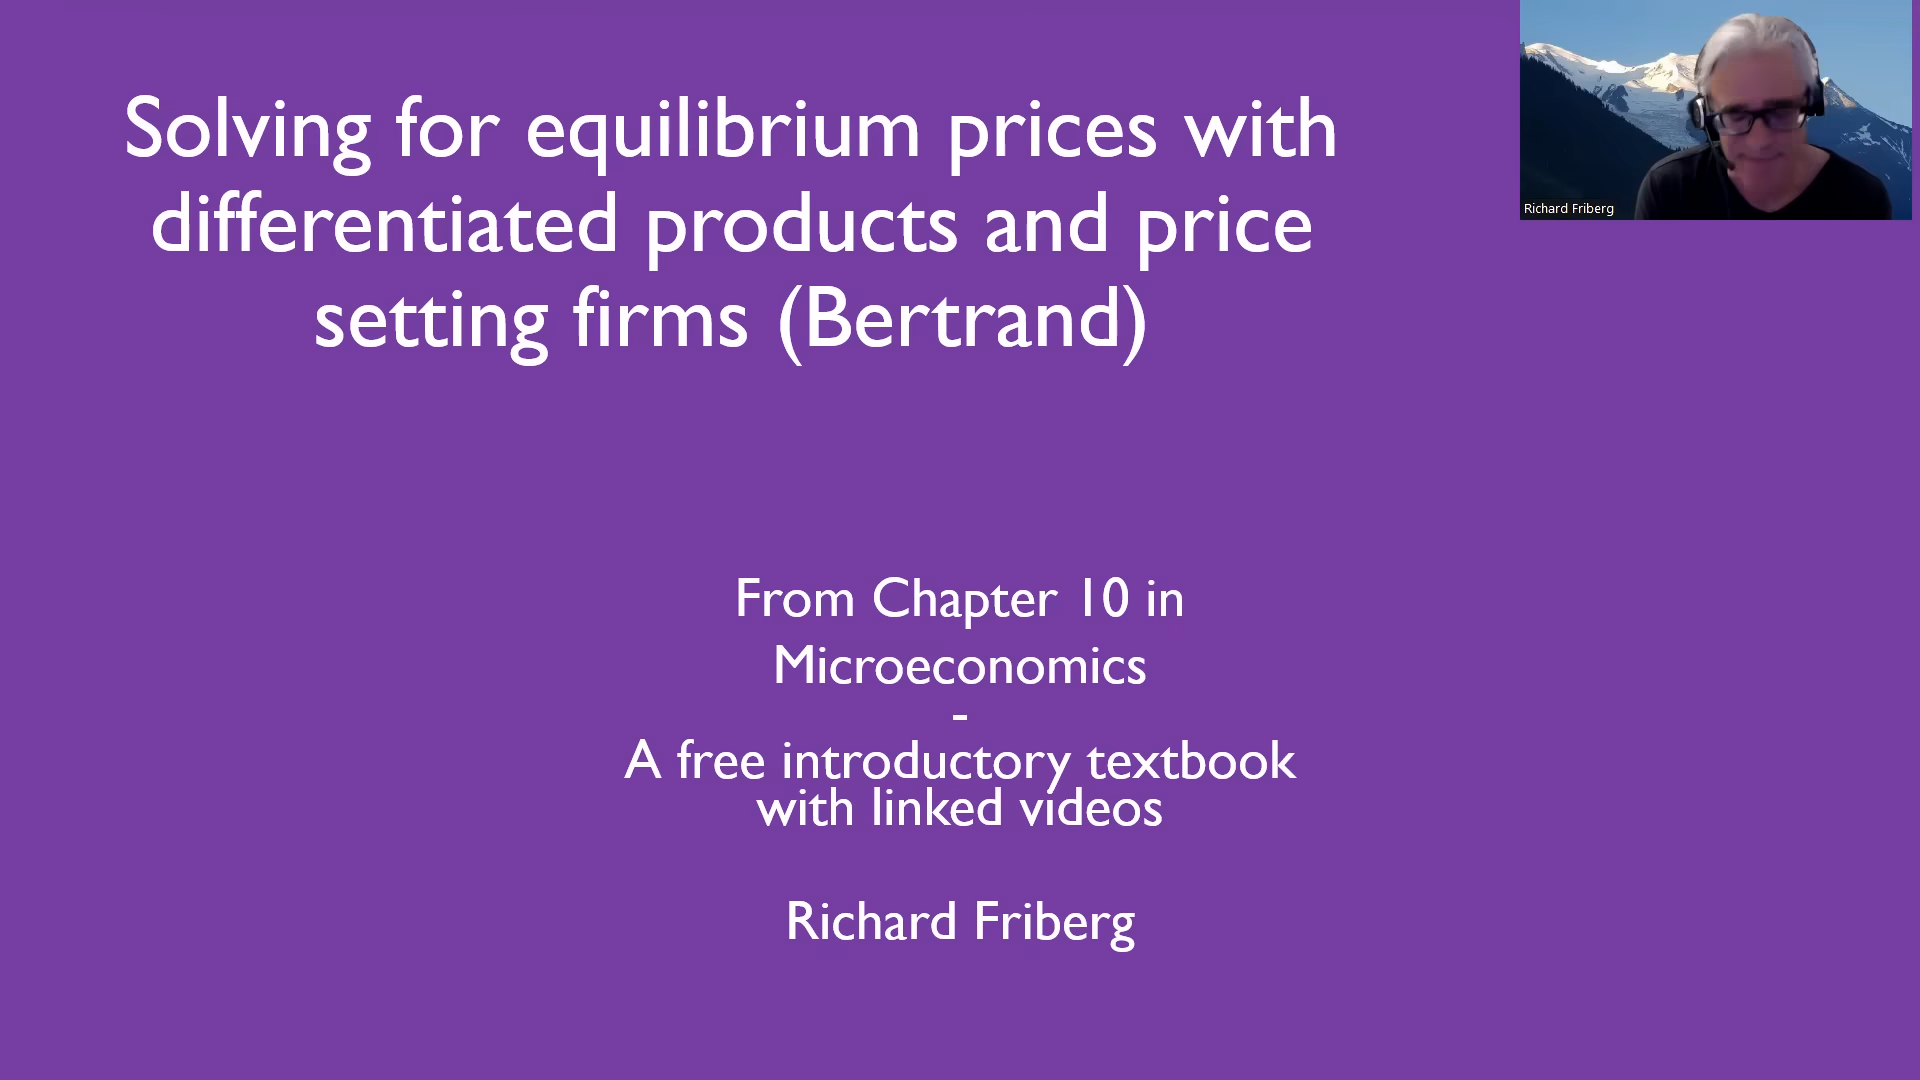 Solving for equilibrium prices with
differentiated products and price
setting firms (Bertrand)
Richard Friberg
From Chapter 10 in
Microeconomics
-
A free introductory textbook
with linked videos
Richard Friberg